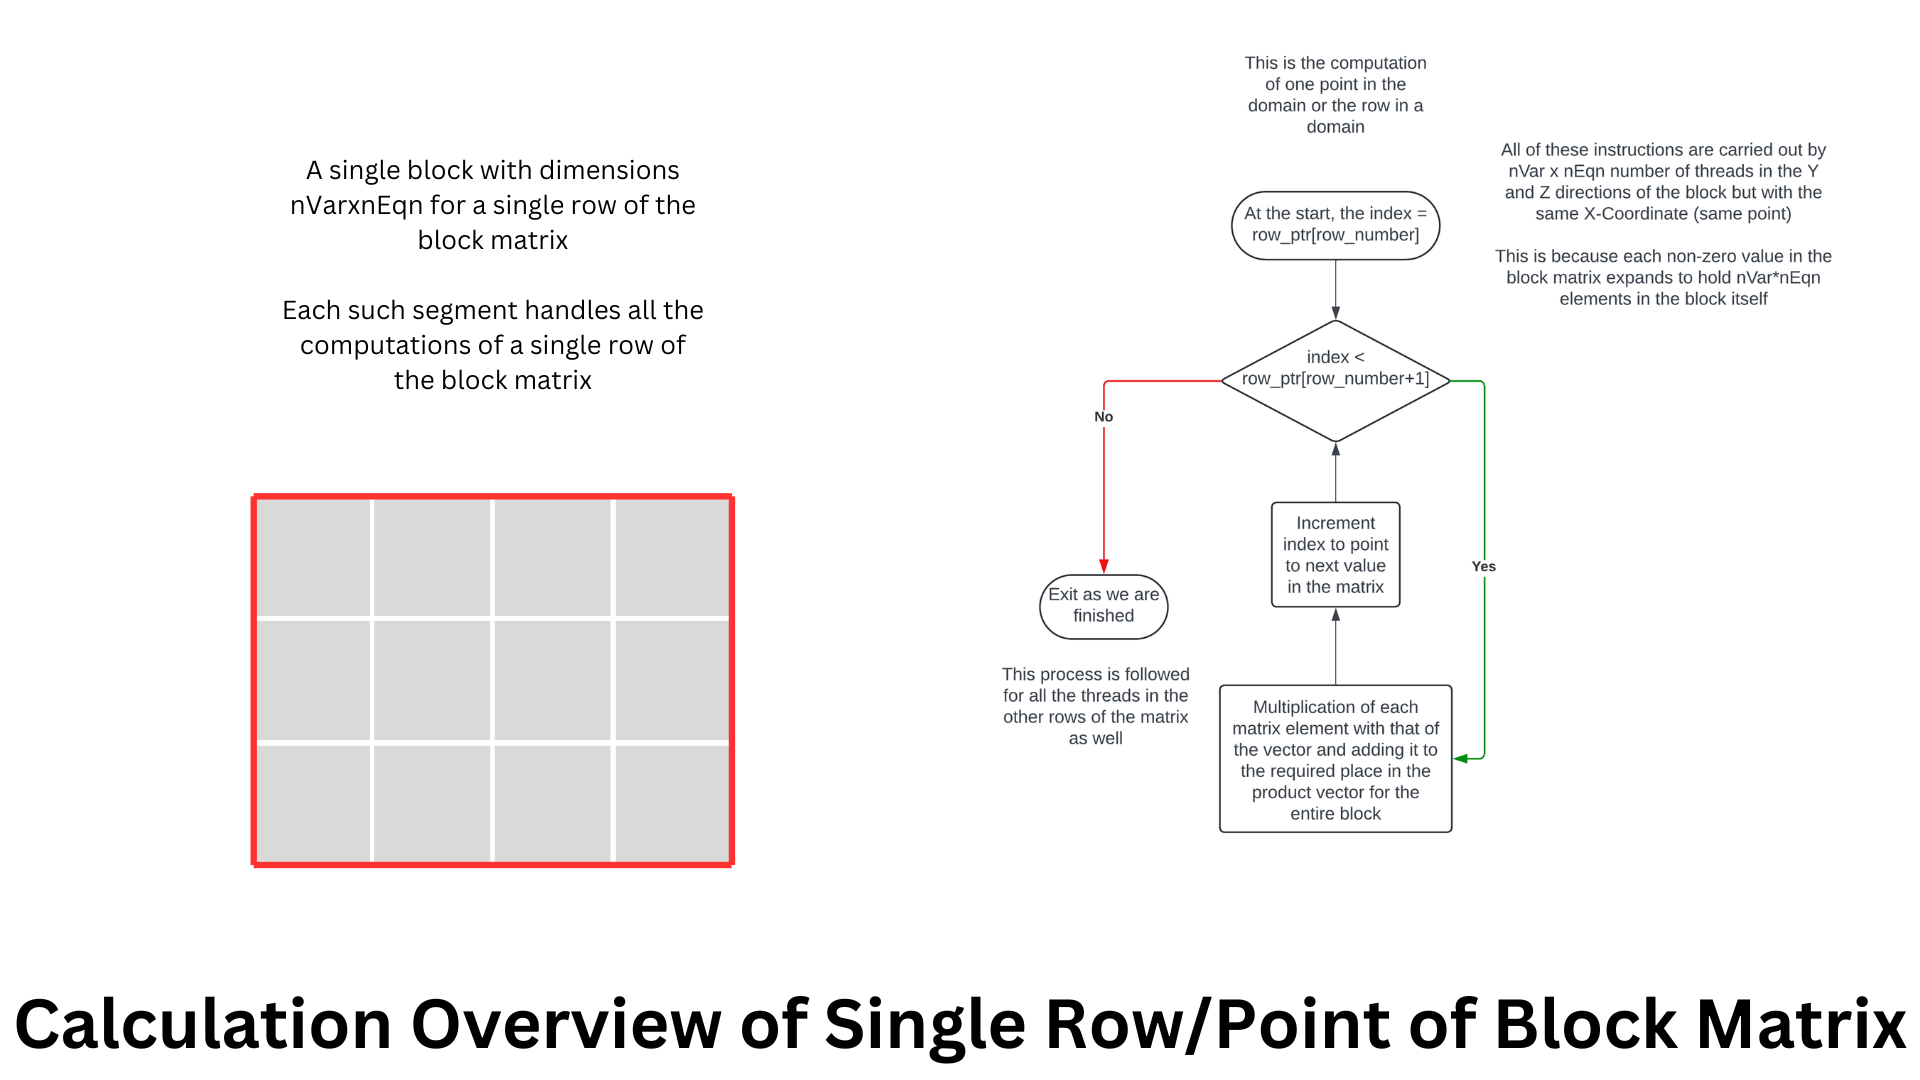 A single block with dimensions
nVarxnEqn for a single row of the
block matrix
Each such segment handles all the
computations of a single row of
the block matrix
This is the computation
of one point in the
domain or the row in a
domain
All of these instructions are carried out by
nVar x nEqn number of threads in the Y
and Z directions of the block but with the
same X-Coordinate (same point)
This is because each non-zero value in the
block matrix expands to hold nVar*nEqn
elements in the block itself
At the start, the index =
row_ptr[row_number]
index <
row_ptr[row_number+1]
No
Yes
Increment
index to point
to next value
in the matrix
Exit as we are
finished
This process is followed
for all the threads in the
other rows of the matrix
as well
Multiplication of each
matrix element with that of
the vector and adding it to
the required place in the
product vector for the
entire block
Calculation Overview of Single Row/Point of Block Matrix